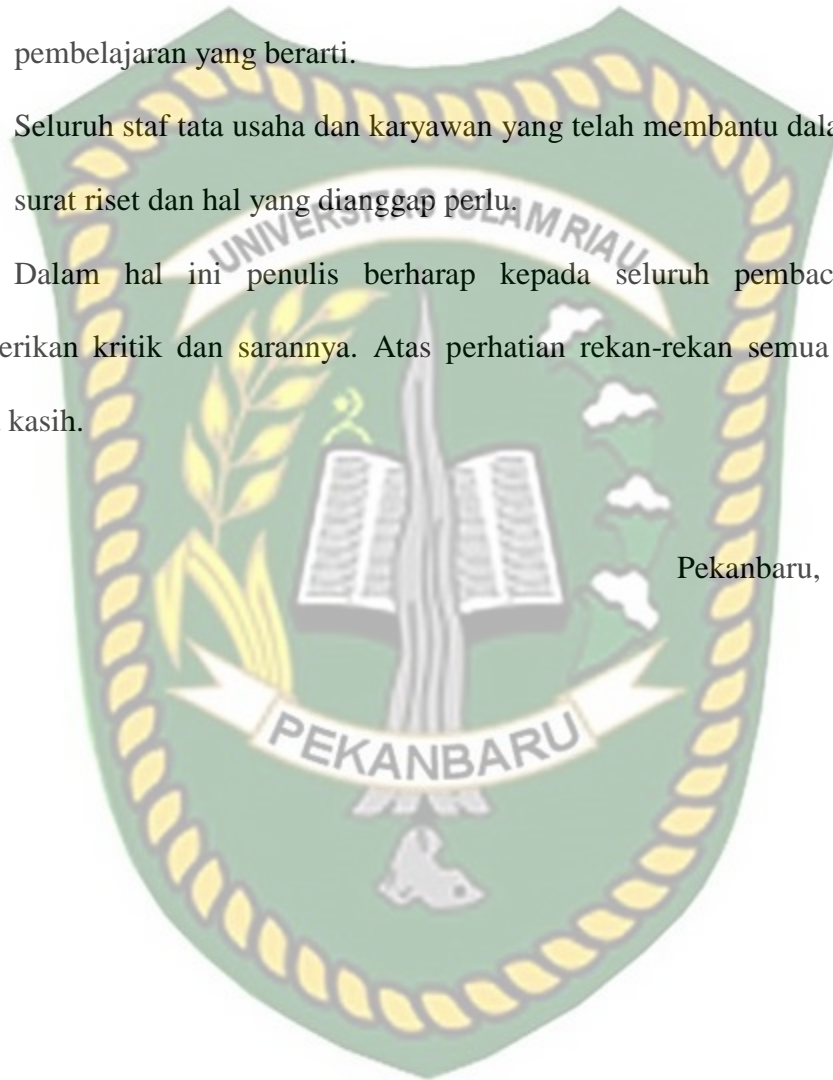 pembelajaran yang berarti.
Seluruh staf tata usaha dan karyawan yang telah membantu dala
surat riset dan hal yang dianggap perlu.
UNIVERSITAS ISLAM RIAU
Dalam hal ini penulis berharap kepada seluruh pembac
erikan kritik dan sarannya. Atas perhatian rekan-rekan semua
kasih.
Pekanbaru,
PEKANBARU